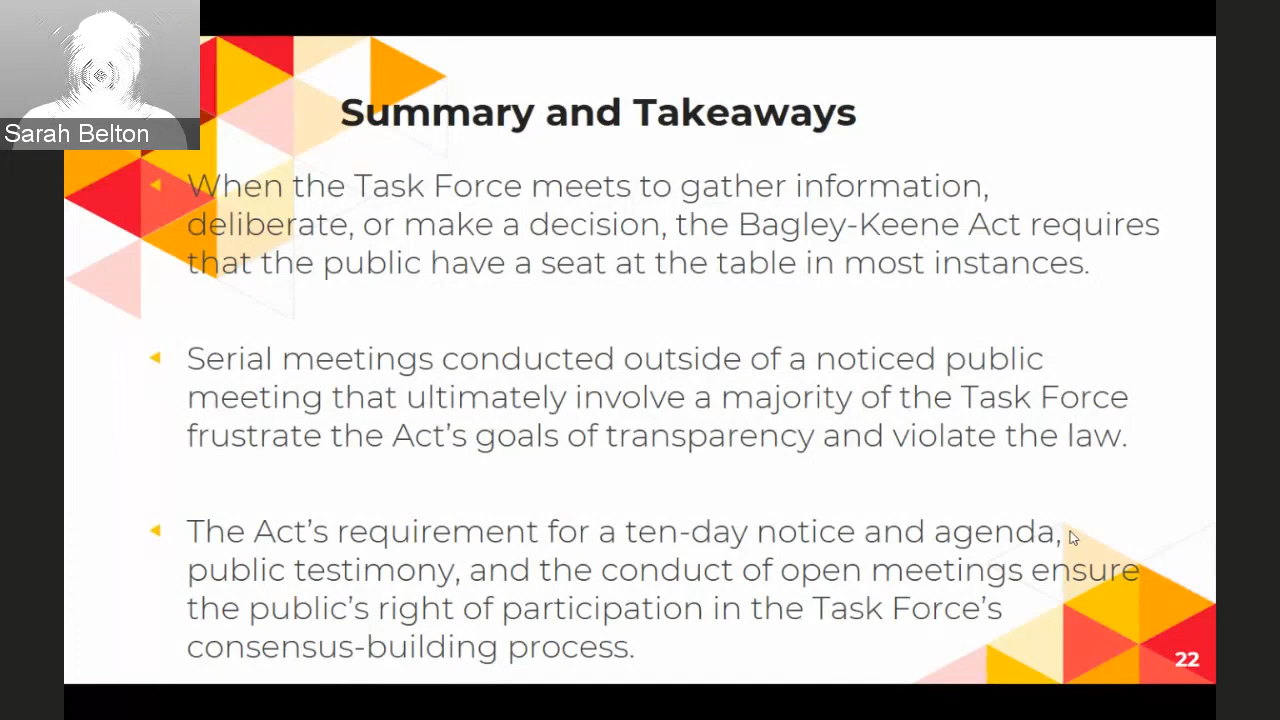 Sarah Belton
Summary and Takeaways
When the Task Force meets to gather information,
deliberate, or make a decision, the Bagley-Keene Act requires
that the public have a seat at the table in most instances.
Serial meetings conducted outside of a noticed public
meeting that ultimately involve a majority of the Task Force
frustrate the Act's goals of transparency and violate the law.
The Act's requirement for a ten-day notice and agenda,
public testimony, and the conduct of open meetings ensure
the public's right of participation in the Task Force's
consensus-building process.
22